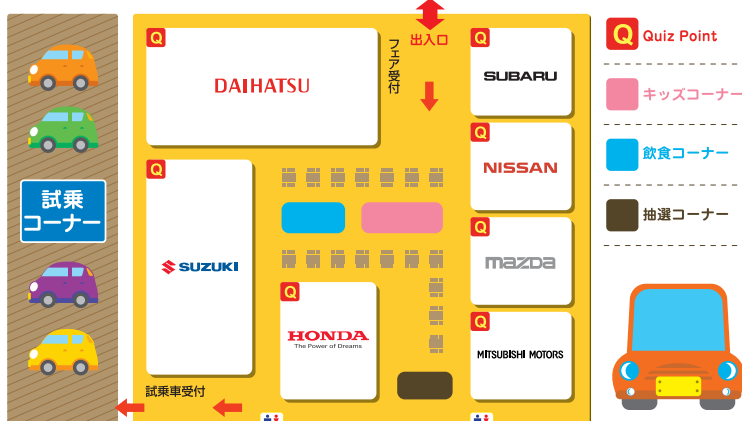 Q
DAIHATSU
フェア受付
出入口
Q
SUBARU
Q
Quiz Point
キッズコーナー
飲食コーナー
抽選コーナー
試乗
コーナー
Q
SUZUKI
Q
NISSAN
Q
mazda
Q
HONDA
The Power of Dreams
Q
MITSUBISHI MOTORS
試乗車受付